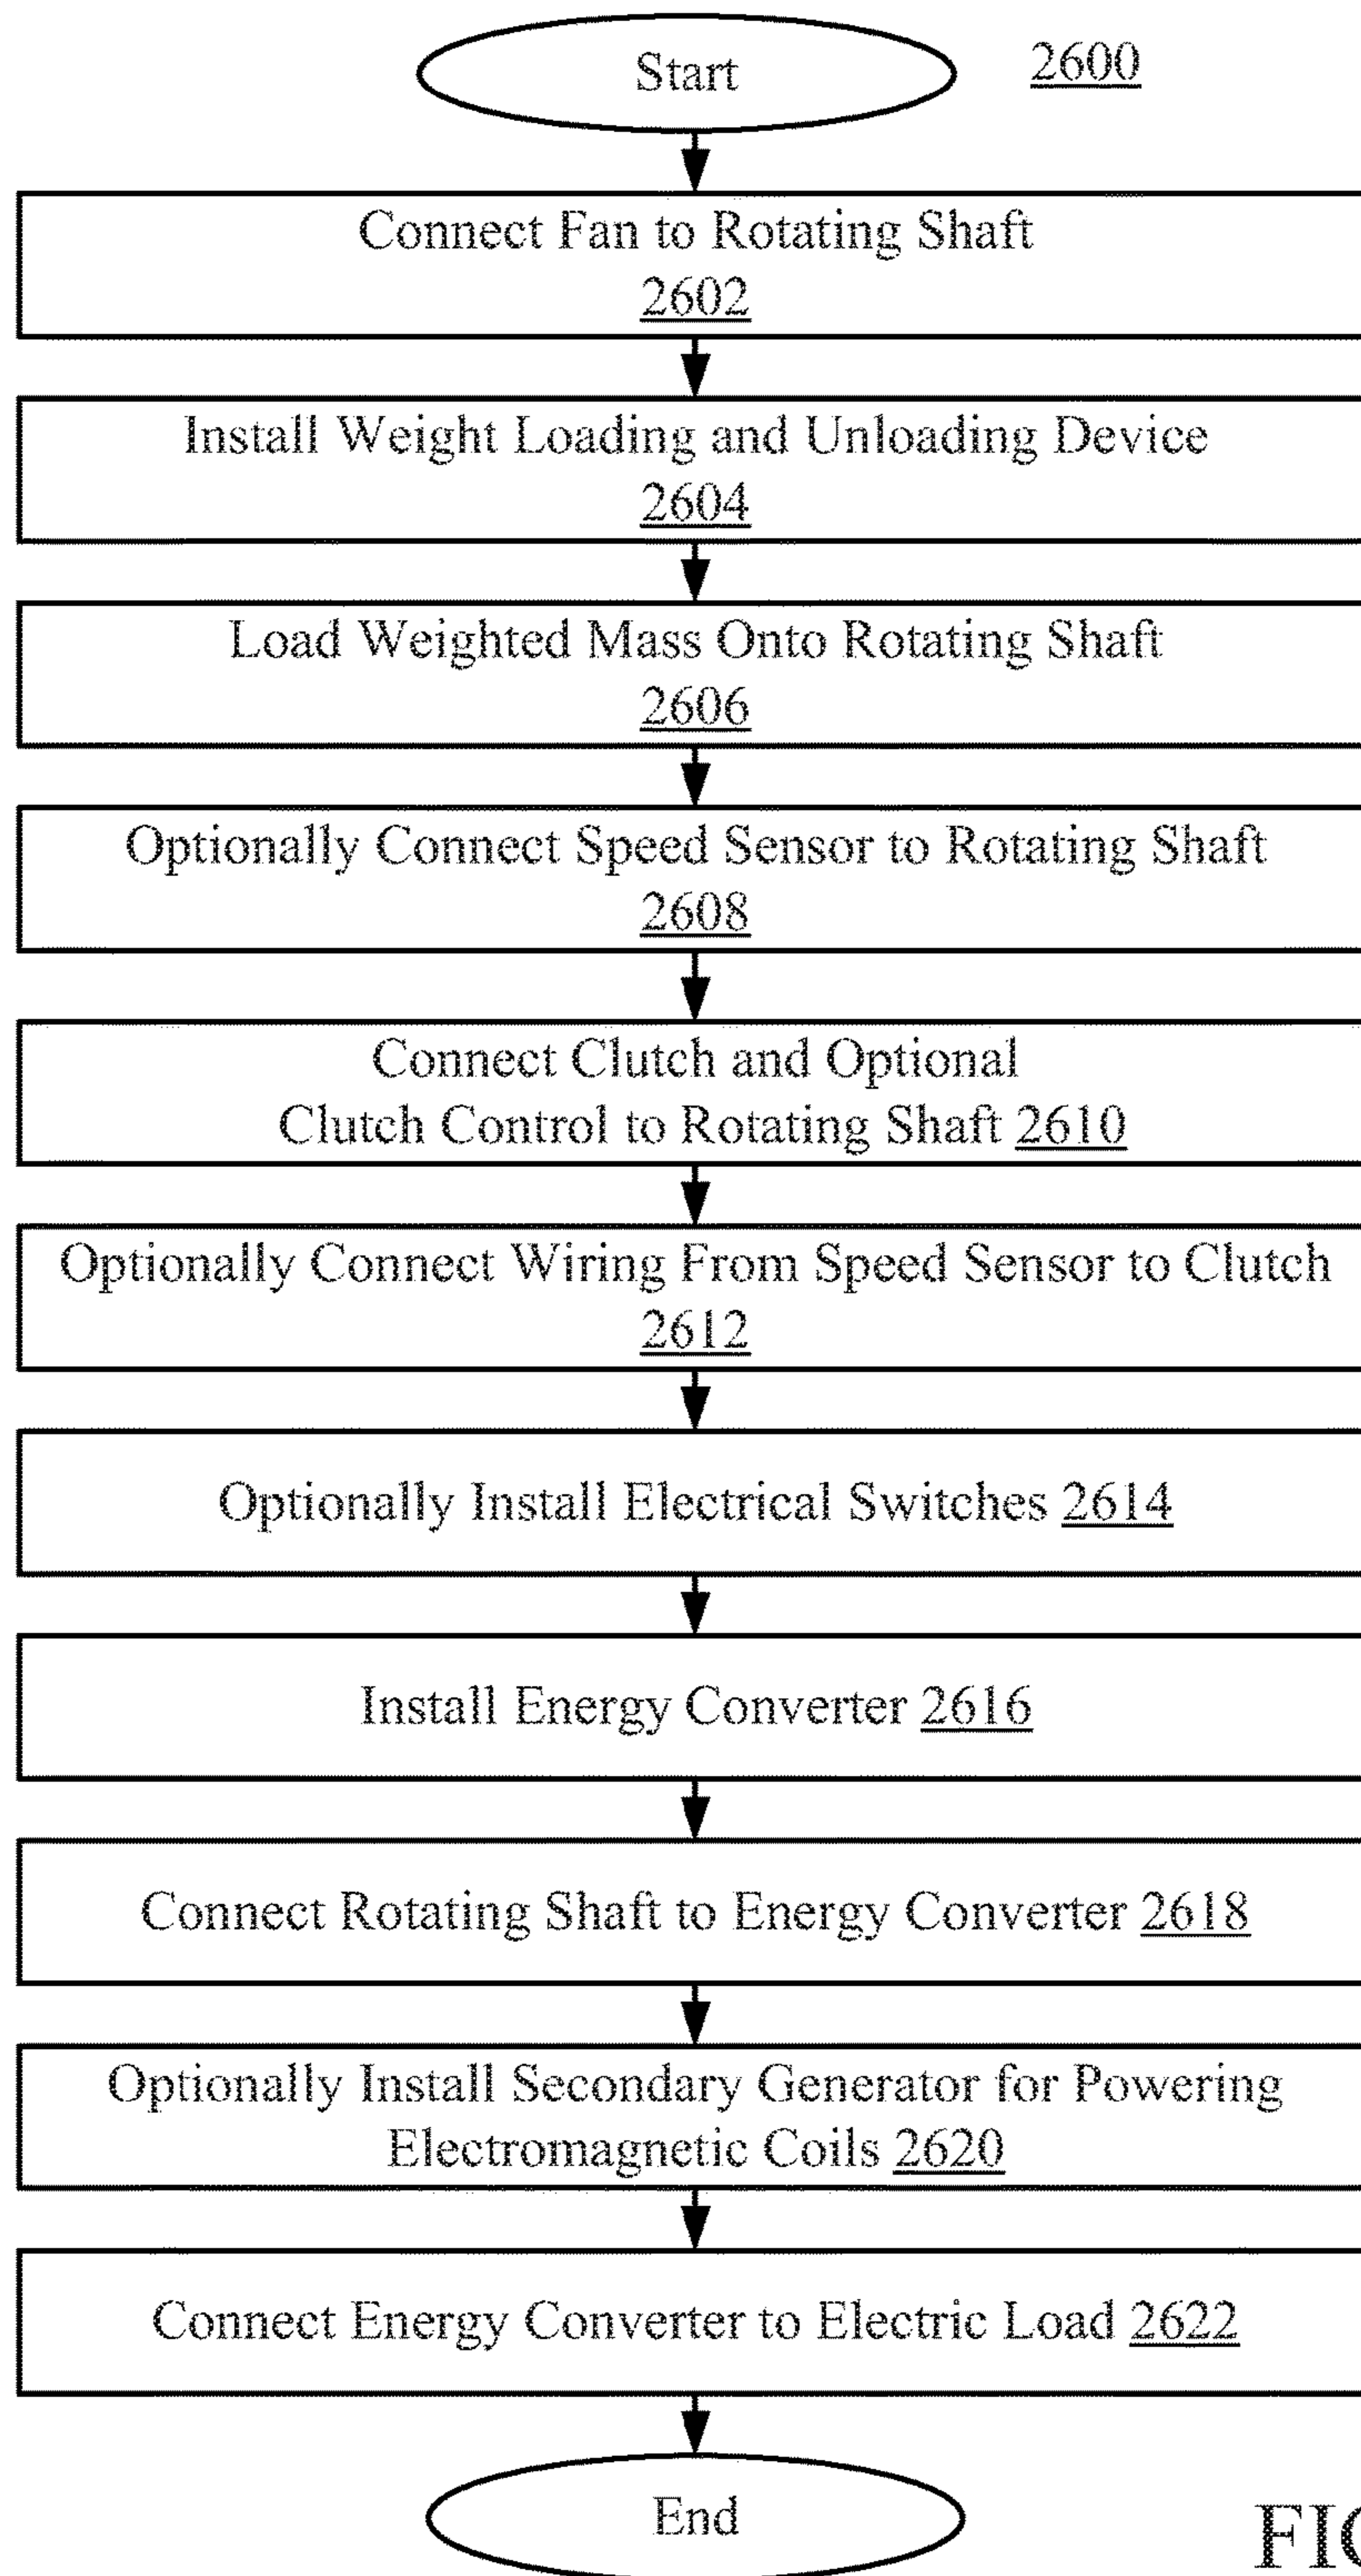 Start
2600
Connect Fan to Rotating Shaft
2602
Install Weight Loading and Unloading Device
2604
Load Weighted Mass Onto Rotating Shaft
2606
Optionally Connect Speed Sensor to Rotating Shaft
2608
Connect Clutch and Optional
Clutch Control to Rotating Shaft 2610
Optionally Connect Wiring From Speed Sensor to Clutch
2612
Optionally Install Electrical Switches 2614
Install Energy Converter 2616
Connect Rotating Shaft to Energy Converter 2618
Optionally Install Secondary Generator for Powering
Electromagnetic Coils 2620
Connect Energy Converter to Electric Load 2622
End